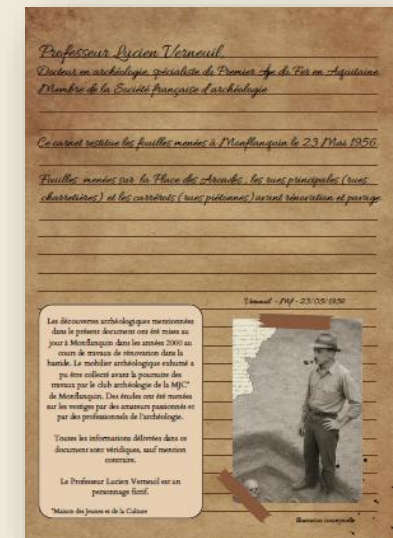 Professeur Lucien Verneuil,
Docteur en archéologie, spécialiste du Premier Âge du Fer en Aquitaine
Membre de la Société française d'archéologie
Ce carnet restitue les fouilles menées à Monflanquin le 23 Mai 1956.
Fouilles menées sur la Place des Arcades, les rues principales (rues
charretières) et les carrérots (rues piétonnes) avant rénovation et pavage.
Verneuil - Mf - 23/05/1956
Les découvertes archéologiques mentionnées
dans le présent document ont été mises au
jour à Monflanquin dans les années 2000 au
cours de travaux de rénovation dans la
bastide. Le mobilier archéologique exhumé a
pu être collecté avant la poursuite des
travaux par le club archéologie de la MJC*
de Monflanquin. Des études ont été menées
sur les vestiges par des amateurs passionnés et
par des professionnels de l'archéologie.
Toutes les informations délivrées dans ce
document sont véridiques, sauf mention
contraire.
Le Professeur Lucien Verneuil est un
personnage fictif.
*Maison des Jeunes et de la Culture
Illustration conceptuelle